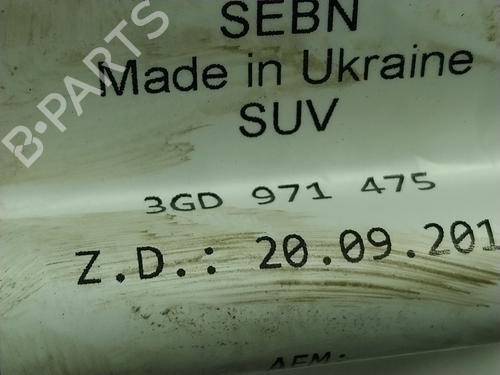 B-PARTS
SEBN
Made in Ukraine
SUV
3GD 971 475
Z.D.: 20.09.201